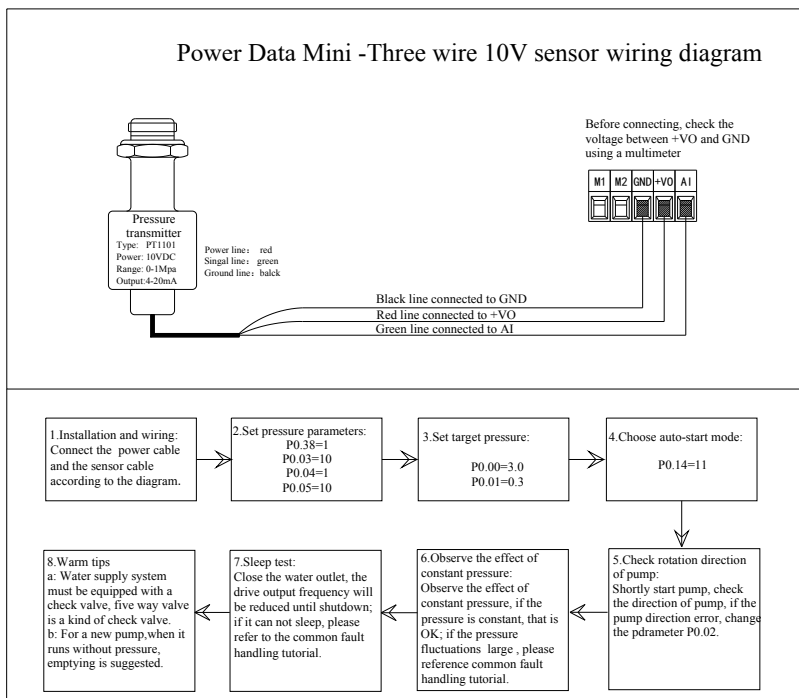 Power Data Mini -Three wire 10V sensor wiring diagram
Before connecting, check the
voltage between +VO and GND
using a multimeter
M1 M2 GND +VO AI
Pressure
transmitter
Type: PT1101
Power: 10VDC
Range: 0-1Mpa
Output:4-20mA
Power line: red
Singal line: green
Ground line: balck
Black line connected to GND
Red line connected to +VO
Green line connected to AI
1.Installation and wiring:
Connect the power cable
and the sensor cable
according to the diagram.
2.Set pressure parameters:
P0.38=1
P0.03=10
P0.04=1
P0.05=10
3.Set target pressure:
P0.00=3.0
P0.01=0.3
4.Choose auto-start mode:
P0.14=11
5.Check rotation direction
of pump:
Shortly start pump, check
the direction of pump, if the
pump direction error, change
the pdrameter P0.02.
6.Observe the effect of
constant pressure:
Observe the effect of
constant pressure, if the
pressure is constant, that is
OK; if the pressure
fluctuations large , please
reference common fault
handling tutorial.
7.Sleep test:
Close the water outlet, the
drive output frequency will
be reduced until shutdown;
if it can not sleep, please
refer to the common fault
handling tutorial.
8.Warm tips
a: Water supply system
must be equipped with a
check valve, five way valve
is a kind of check valve.
b: For a new pump,when it
runs without pressure,
emptying is suggested.